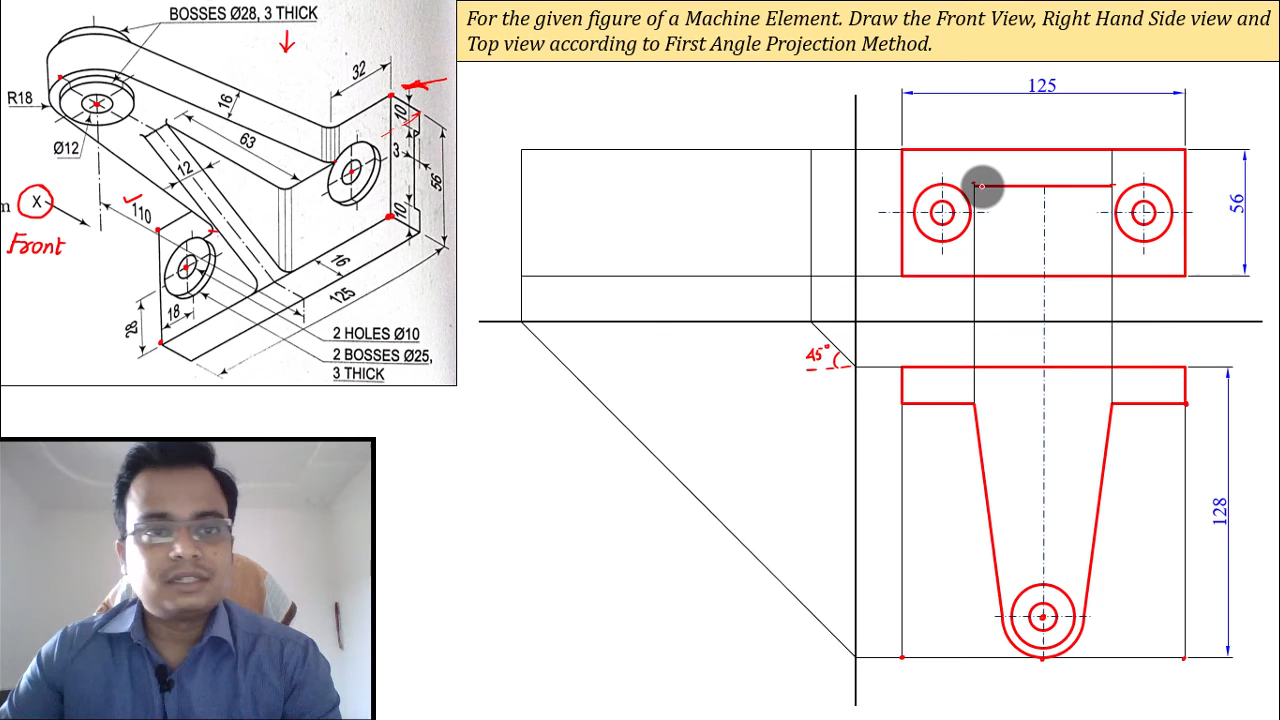 For the given figure of a Machine Element. Draw the Front View, Right Hand Side view and
Top view according to First Angle Projection Method.
BOSSES Ø28, 3 THICK
32
R18
16
10
Ø12
63
3
12
56
X
110
10
Front
16
125
28
18
2 HOLES Ø10
2 BOSSES Ø25,
3 THICK
125
56
45°
128